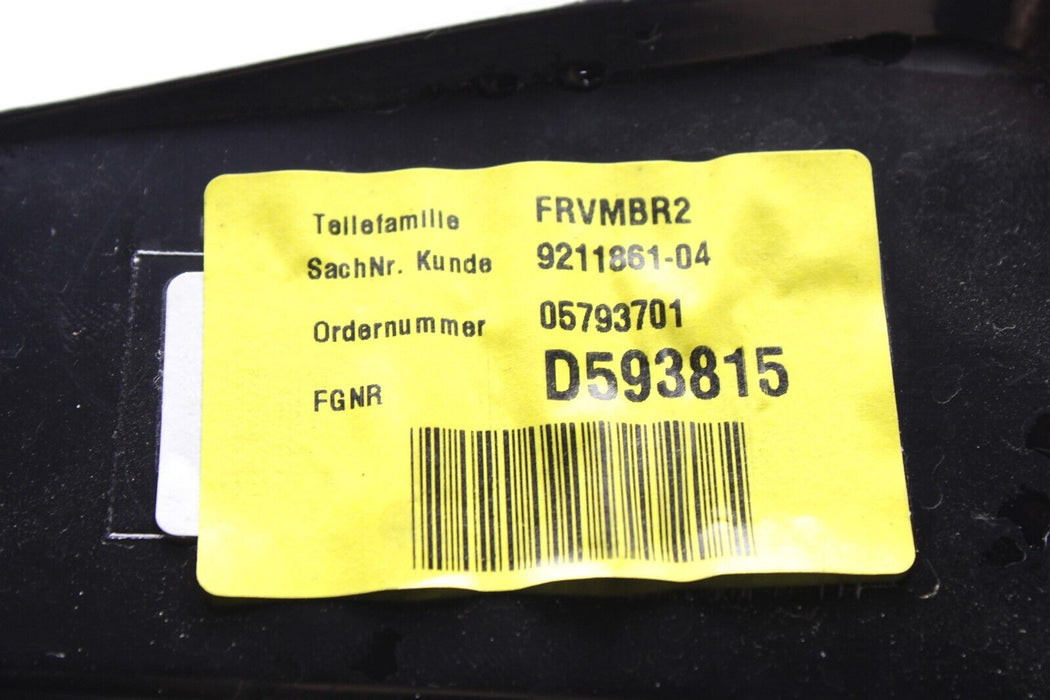 Teilefamilie FRVMBR2
SachNr. Kunde 9211861-04
Ordernummer 05793701
FGNR D593815